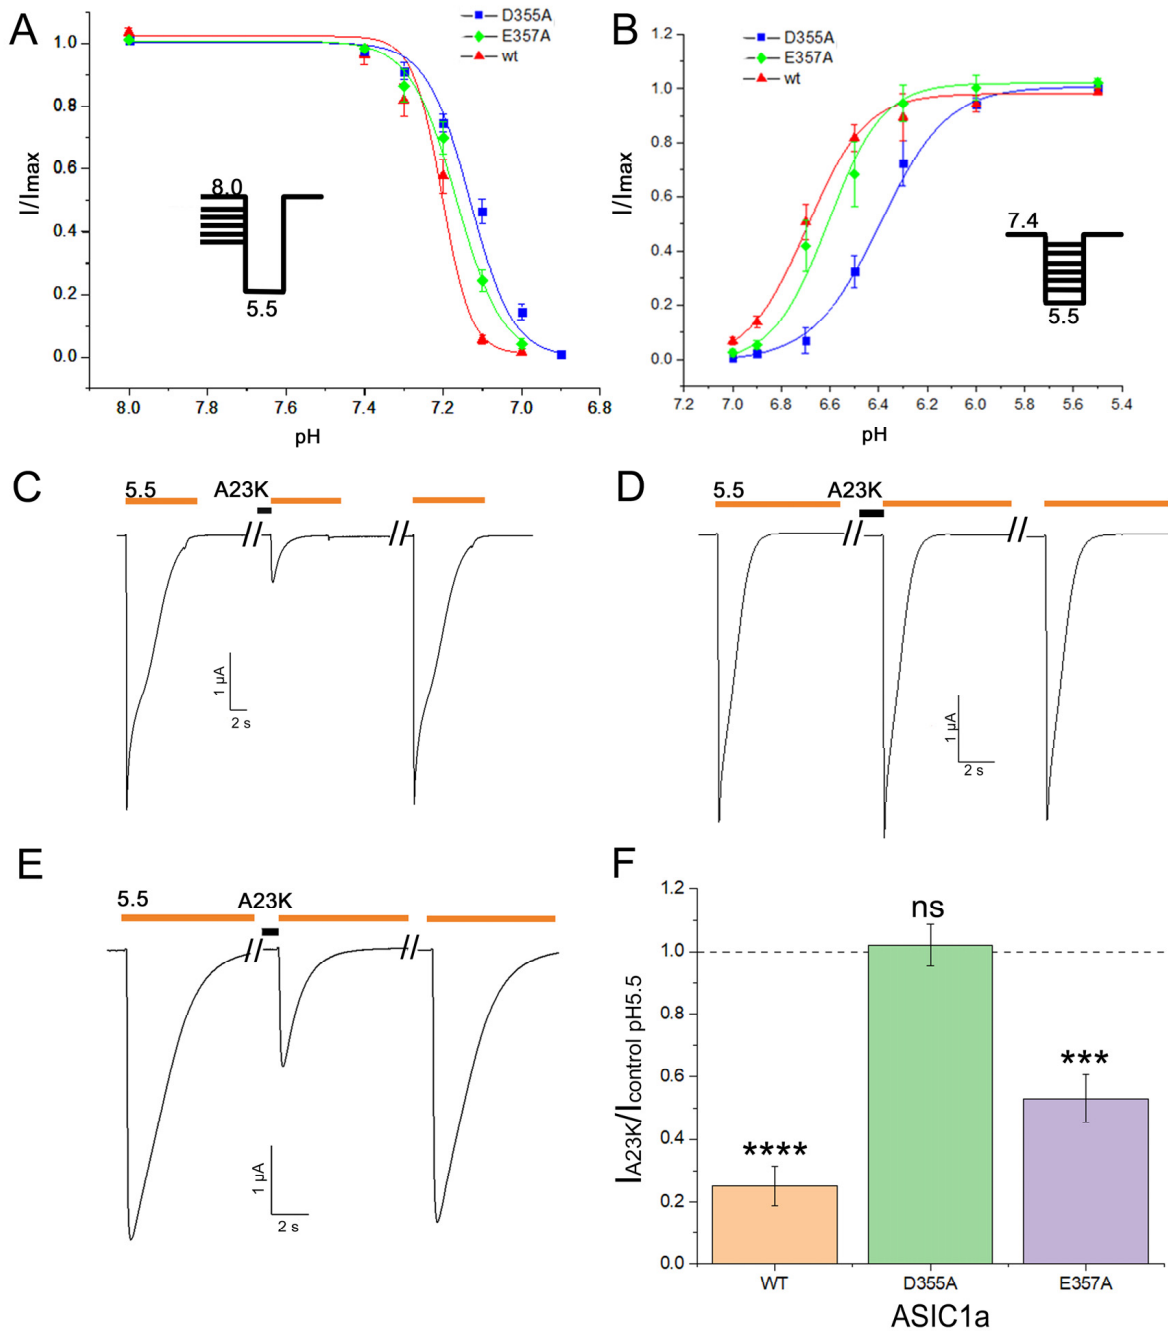 A
D355A
E357A
wt
1.0
0.8
0.6
0.4
0.2
0.0
I/Imax
8.0
5.5
8.0 7.8 7.6 7.4 7.2 7.0 6.8
pH
B
D355A
E357A
wt
1.2
1.0
0.8
0.6
0.4
0.2
0.0
I/Imax
7.4
5.5
7.2 7.0 6.8 6.6 6.4 6.2 6.0 5.8 5.6 5.4
pH
C
5.5 A23K
1 µA
2 s
D
5.5 A23K
1 µA
2 s
E
5.5 A23K
1 µA
2 s
F
1.2
1.0
0.8
0.6
0.4
0.2
0.0
IA23K/Icontrol pH5.5
ns
***
****
WT D355A E357A
ASIC1a